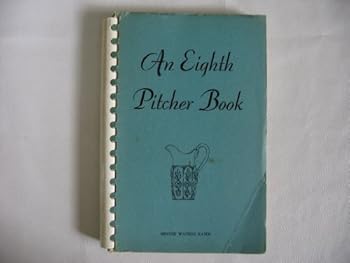 An Eighth
Pitcher Book
MINNIE WATSON KAMM